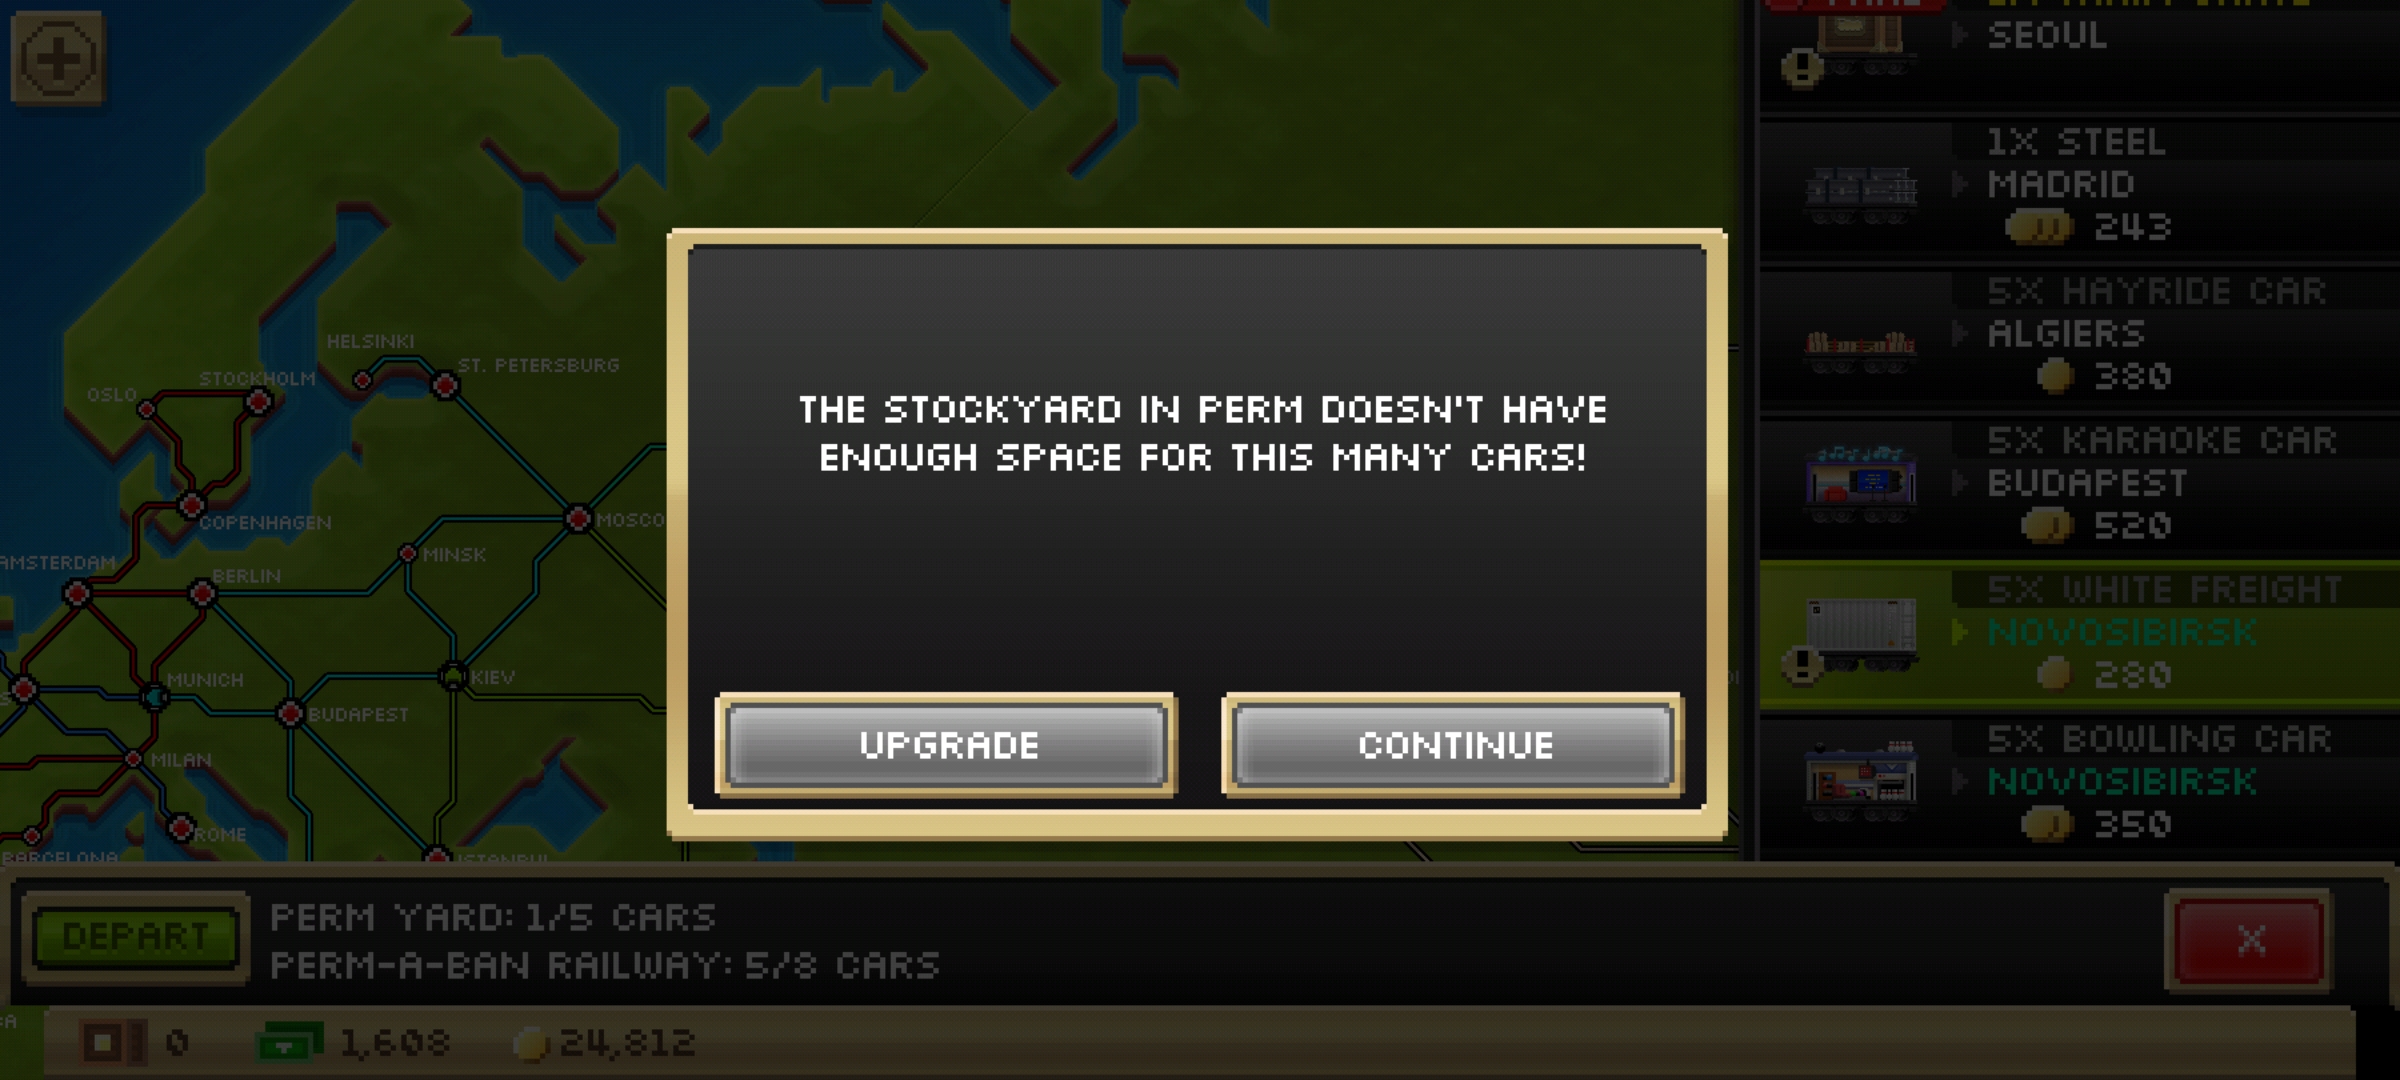 SEOUL
1X STEEL
MADRID
243
5X HAYRIDE CAR
ALGIERS
380
5X KARAOKE CAR
BUDAPEST
520
5X WHITE FREIGHT
NOVOSIBIRSK
280
5X BOWLING CAR
NOVOSIBIRSK
350
HELSINKI
ST. PETERSBURG
STOCKHOLM
OSLO
COPENHAGEN
MOSCO
MINSK
AMSTERDAM
BERLIN
KIEV
MUNICH
BUDAPEST
MILAN
ROME
BARCELONA
ISTANBUL
THE STOCKYARD IN PERM DOESN'T HAVE
ENOUGH SPACE FOR THIS MANY CARS!
UPGRADE
CONTINUE
DEPART
PERM YARD: 1/5 CARS
PERM-A-BAN RAILWAY: 5/8 CARS
X
0
1,608
24,812